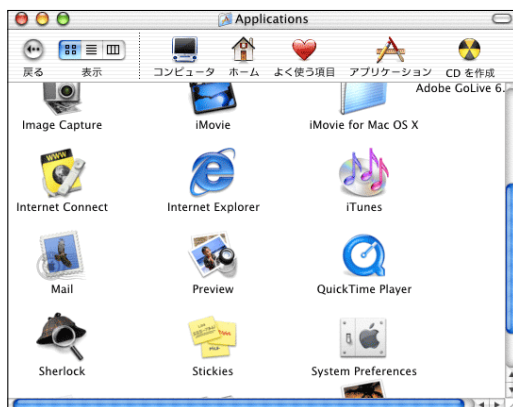 Applications
戻る 表示 コンピュータ ホーム よく使う項目 アプリケーション CD を作成
Adobe GoLive 6.
Image Capture iMovie iMovie for Mac OS X
WWW
Internet Connect Internet Explorer iTunes
Mail Preview QuickTime Player
Sherlock Stickies System Preferences